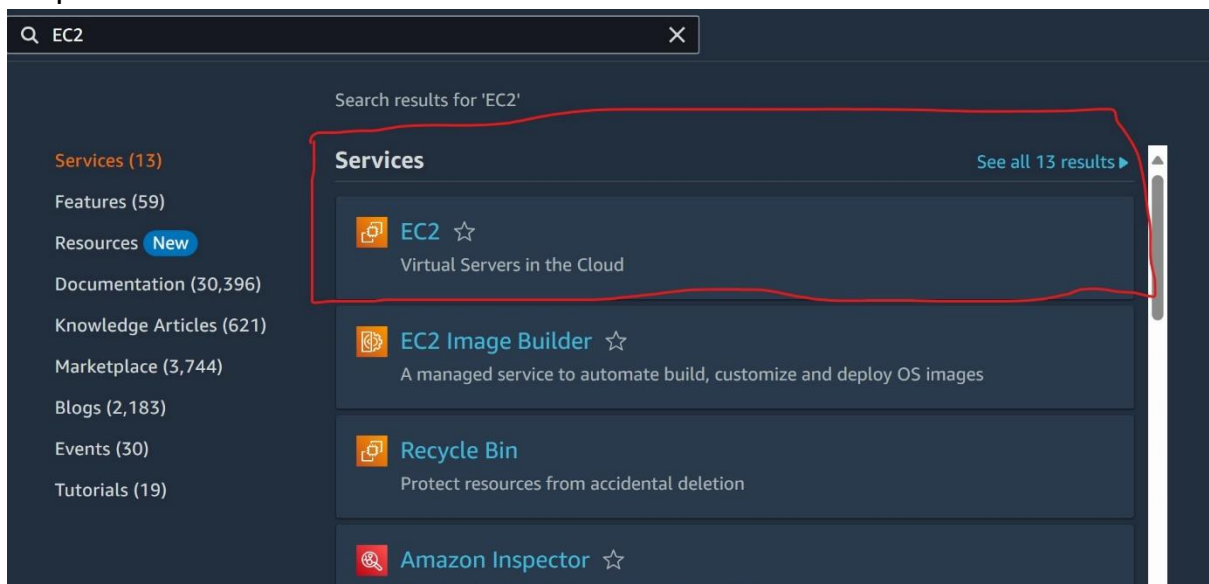 EC2
Search results for 'EC2'
Services (13)
Features (59)
Resources New
Documentation (30,396)
Knowledge Articles (621)
Marketplace (3,744)
Blogs (2,183)
Events (30)
Tutorials (19)
Services
See all 13 results
EC2
Virtual Servers in the Cloud
EC2 Image Builder
A managed service to automate build, customize and deploy OS images
Recycle Bin
Protect resources from accidental deletion
Amazon Inspector